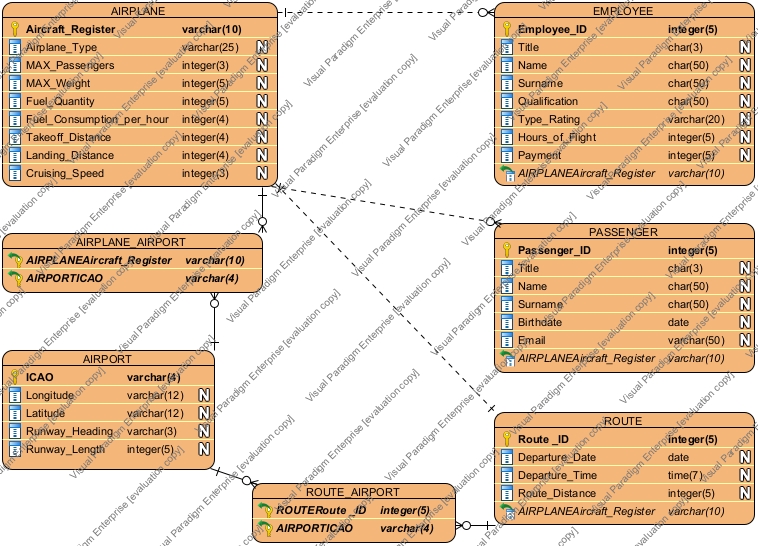 AIRPLANE
Aircraft_Register varchar(10)
Airplane_Type varchar(25) N
MAX_Passengers integer(3) N
MAX_Weight integer(5) N
Fuel_Quantity integer(5) N
Fuel_Consumption_per_hour integer(4) N
Takeoff_Distance integer(4) N
Landing_Distance integer(4) N
Cruising_Speed integer(3) N
EMPLOYEE
Employee_ID integer(5)
Title char(3) N
Name char(50) N
Surname char(50) N
Qualification char(50) N
Type_Rating varchar(20) N
Hours_of_Flight integer(5) N
Payment integer(5) N
AIRPLANEAircraft_Register varchar(10)
AIRPLANE_AIRPORT
AIRPLANEAircraft_Register varchar(10)
AIRPORTICAO varchar(4)
PASSENGER
Passenger_ID integer(5)
Title char(3) N
Name char(50) N
Surname char(50) N
Birthdate date N
Email varchar(50) N
AIRPLANEAircraft_Register varchar(10)
AIRPORT
ICAO varchar(4)
Longitude varchar(12) N
Latitude varchar(12) N
Runway_Heading varchar(3) N
Runway_Length integer(5) N
ROUTE
Route_ID integer(5)
Departure_Date date N
Departure_Time time(7) N
Route_Distance integer(5) N
AIRPLANEAircraft_Register varchar(10)
ROUTE_AIRPORT
ROUTERoute_ID integer(5)
AIRPORTICAO varchar(4)
Visual Paradigm Enterprise [evaluation copy]